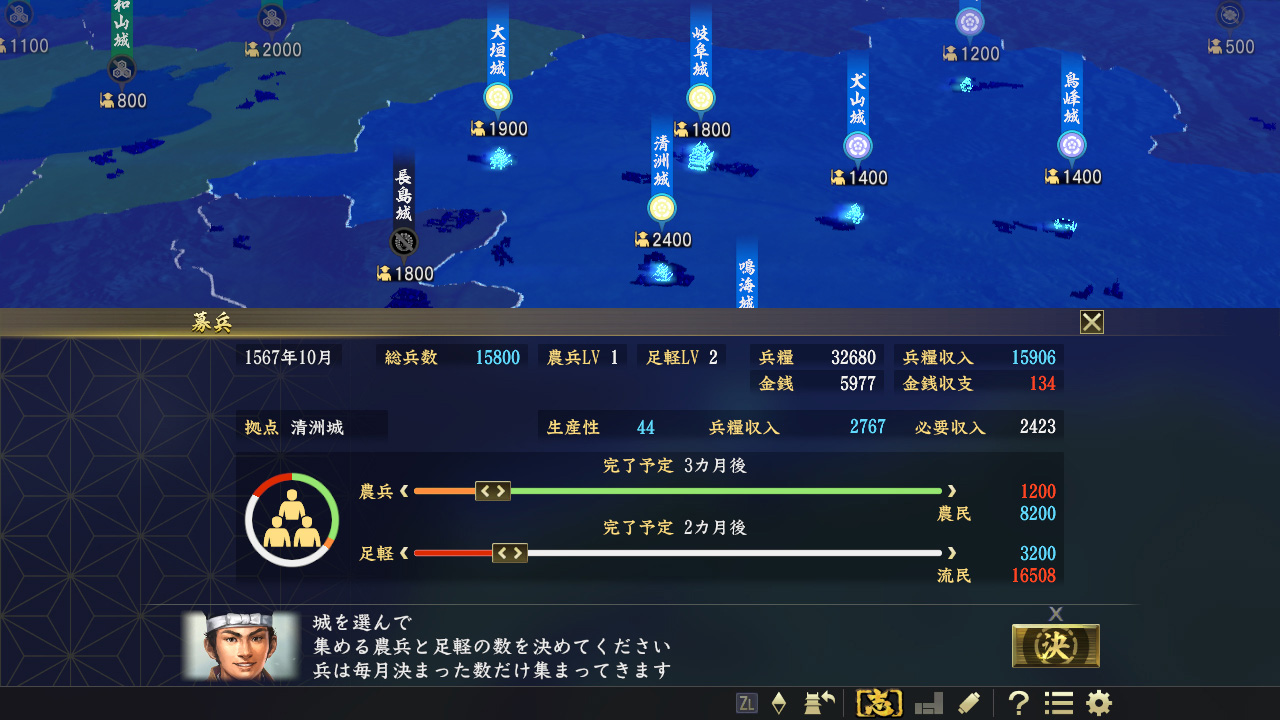 和山城
1100
800
2000
大垣城
1900
岐阜城
1800
清洲城
2400
長島城
1800
犬山城
1400
1200
鳥峰城
1400
500
鳴海城
募兵
1567年10月
総兵数 15800
農兵LV 1
足軽LV 2
兵糧 32680
兵糧収入 15906
金銭 5977
金銭収支 134
拠点 清洲城
生産性 44
兵糧収入 2767
必要収入 2423
完了予定 3カ月後
農兵
1200
農民 8200
完了予定 2カ月後
足軽
3200
流民 16508
城を選んで
集める農兵と足軽の数を決めてください
兵は毎月決まった数だけ集まってきます
X
決
ZL
志
?